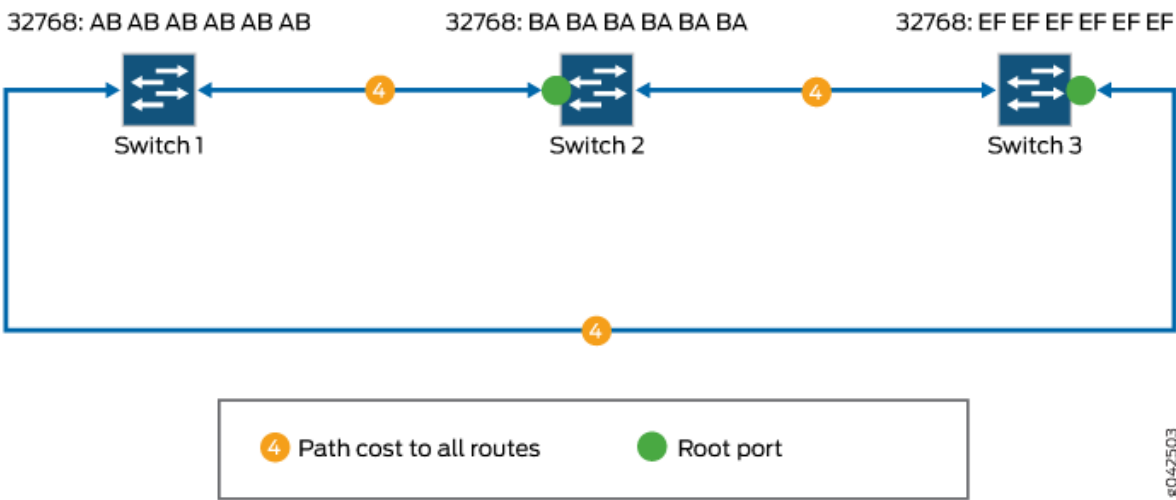 32768: AB AB AB AB AB AB
32768: BA BA BA BA BA BA
32768: EF EF EF EF EF EF
4
4
Switch 1
Switch 2
Switch 3
4
4 Path cost to all routes
Root port
g042503